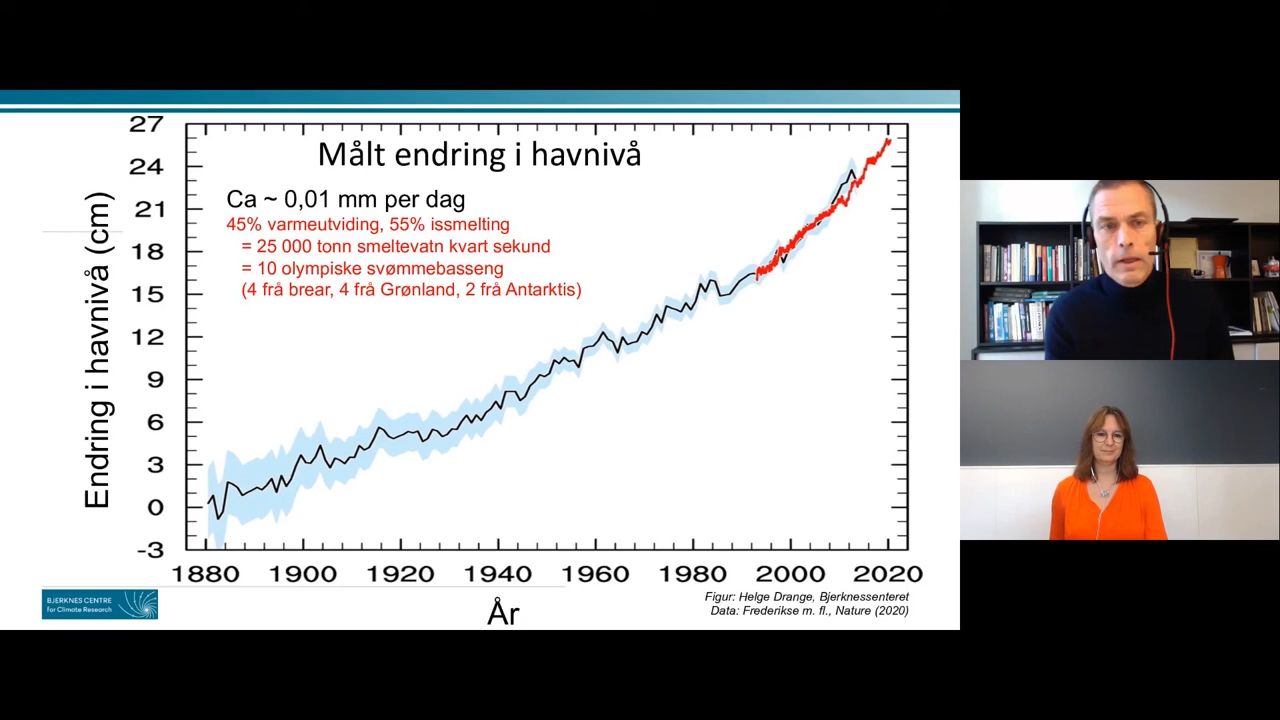 Målt endring i havnivå
Ca ~ 0,01 mm per dag
45% varmeutviding, 55% issmelting
= 25 000 tonn smeltevatn kvart sekund
= 10 olympiske svømmebasseng
(4 frå brear, 4 frå Grønland, 2 frå Antarktis)
Endring i havnivå (cm)
27
24
21
18
15
12
9
6
3
0
-3
1880 1900 1920 1940 1960 1980 2000 2020
År
BJERKNES CENTRE
for Climate Research
Figur: Helge Drange, Bjerknessenteret
Data: Frederikse m. fl., Nature (2020)